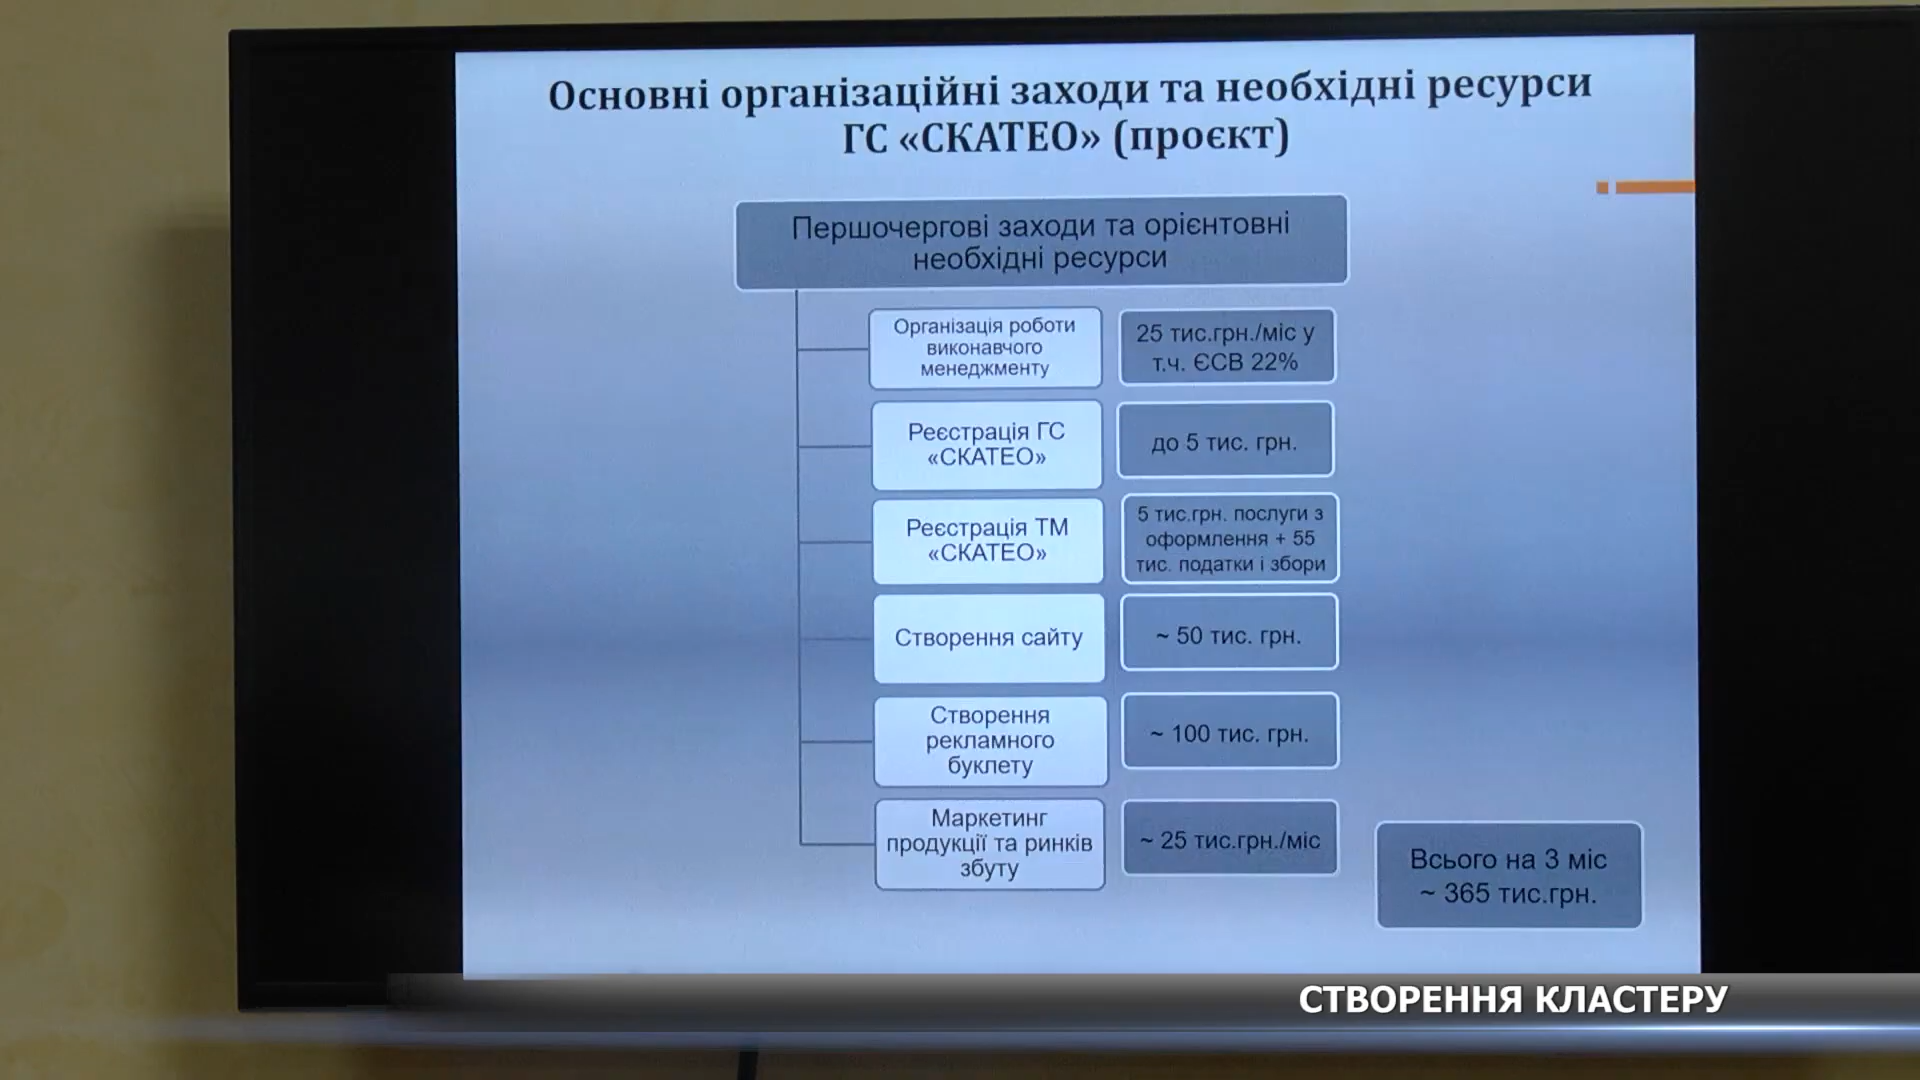 Основні організаційні заходи та необхідні ресурси
ГС «СКАТЕО» (проєкт)
Першочергові заходи та орієнтовні
необхідні ресурси
Організація роботи
виконавчого
менеджменту
25 тис.грн./міс у
т.ч. ЄСВ 22%
Реєстрація ГС
«СКАТЕО»
до 5 тис. грн.
Реєстрація ТМ
«СКАТЕО»
5 тис.грн. послуги з
оформлення + 55
тис. податки і збори
Створення сайту
~ 50 тис. грн.
Створення
рекламного
буклету
~ 100 тис. грн.
Маркетинг
продукції та ринків
збуту
~ 25 тис.грн./міс
Всього на 3 міс
~ 365 тис.грн.
СТВОРЕННЯ КЛАСТЕРУ